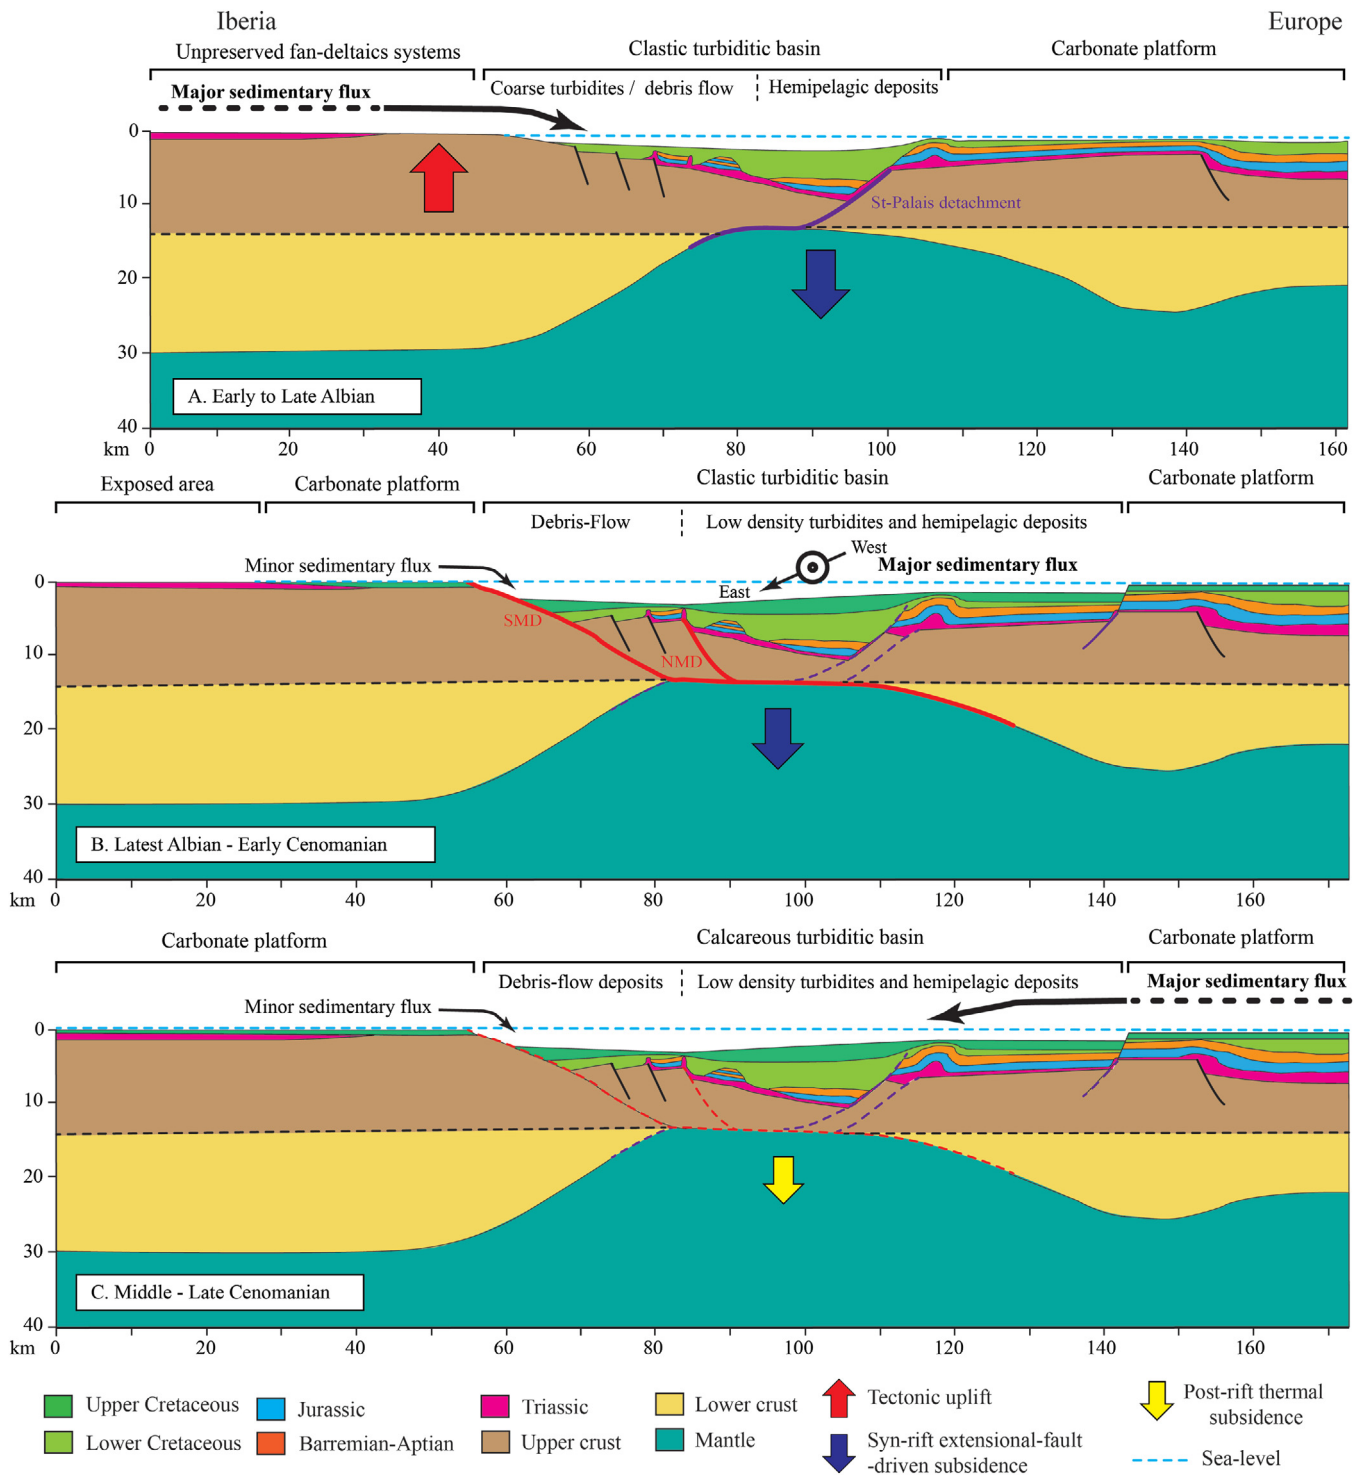 Iberia
Europe
Unpreserved fan-deltaics systems
Clastic turbiditic basin
Carbonate platform
Major sedimentary flux
Coarse turbidites / debris flow
Hemipelagic deposits
0
10
20
30
40
St-Palais detachment
A. Early to Late Albian
km 0 20 40 60 80 100 120 140 160
Exposed area
Carbonate platform
Clastic turbiditic basin
Carbonate platform
Debris-Flow
Low density turbidites and hemipelagic deposits
Minor sedimentary flux
West
East
Major sedimentary flux
0
10
20
30
40
SMD
NMD
B. Latest Albian - Early Cenomanian
km 0 20 40 60 80 100 120 140 160
Carbonate platform
Calcareous turbiditic basin
Carbonate platform
Debris-flow deposits
Low density turbidites and hemipelagic deposits
Major sedimentary flux
Minor sedimentary flux
0
10
20
30
40
C. Middle - Late Cenomanian
km 0 20 40 60 80 100 120 140 160
Upper Cretaceous
Jurassic
Triassic
Lower crust
Tectonic uplift
Post-rift thermal
subsidence
Lower Cretaceous
Barremian-Aptian
Upper crust
Mantle
Syn-rift extensional-fault
-driven subsidence
Sea-level